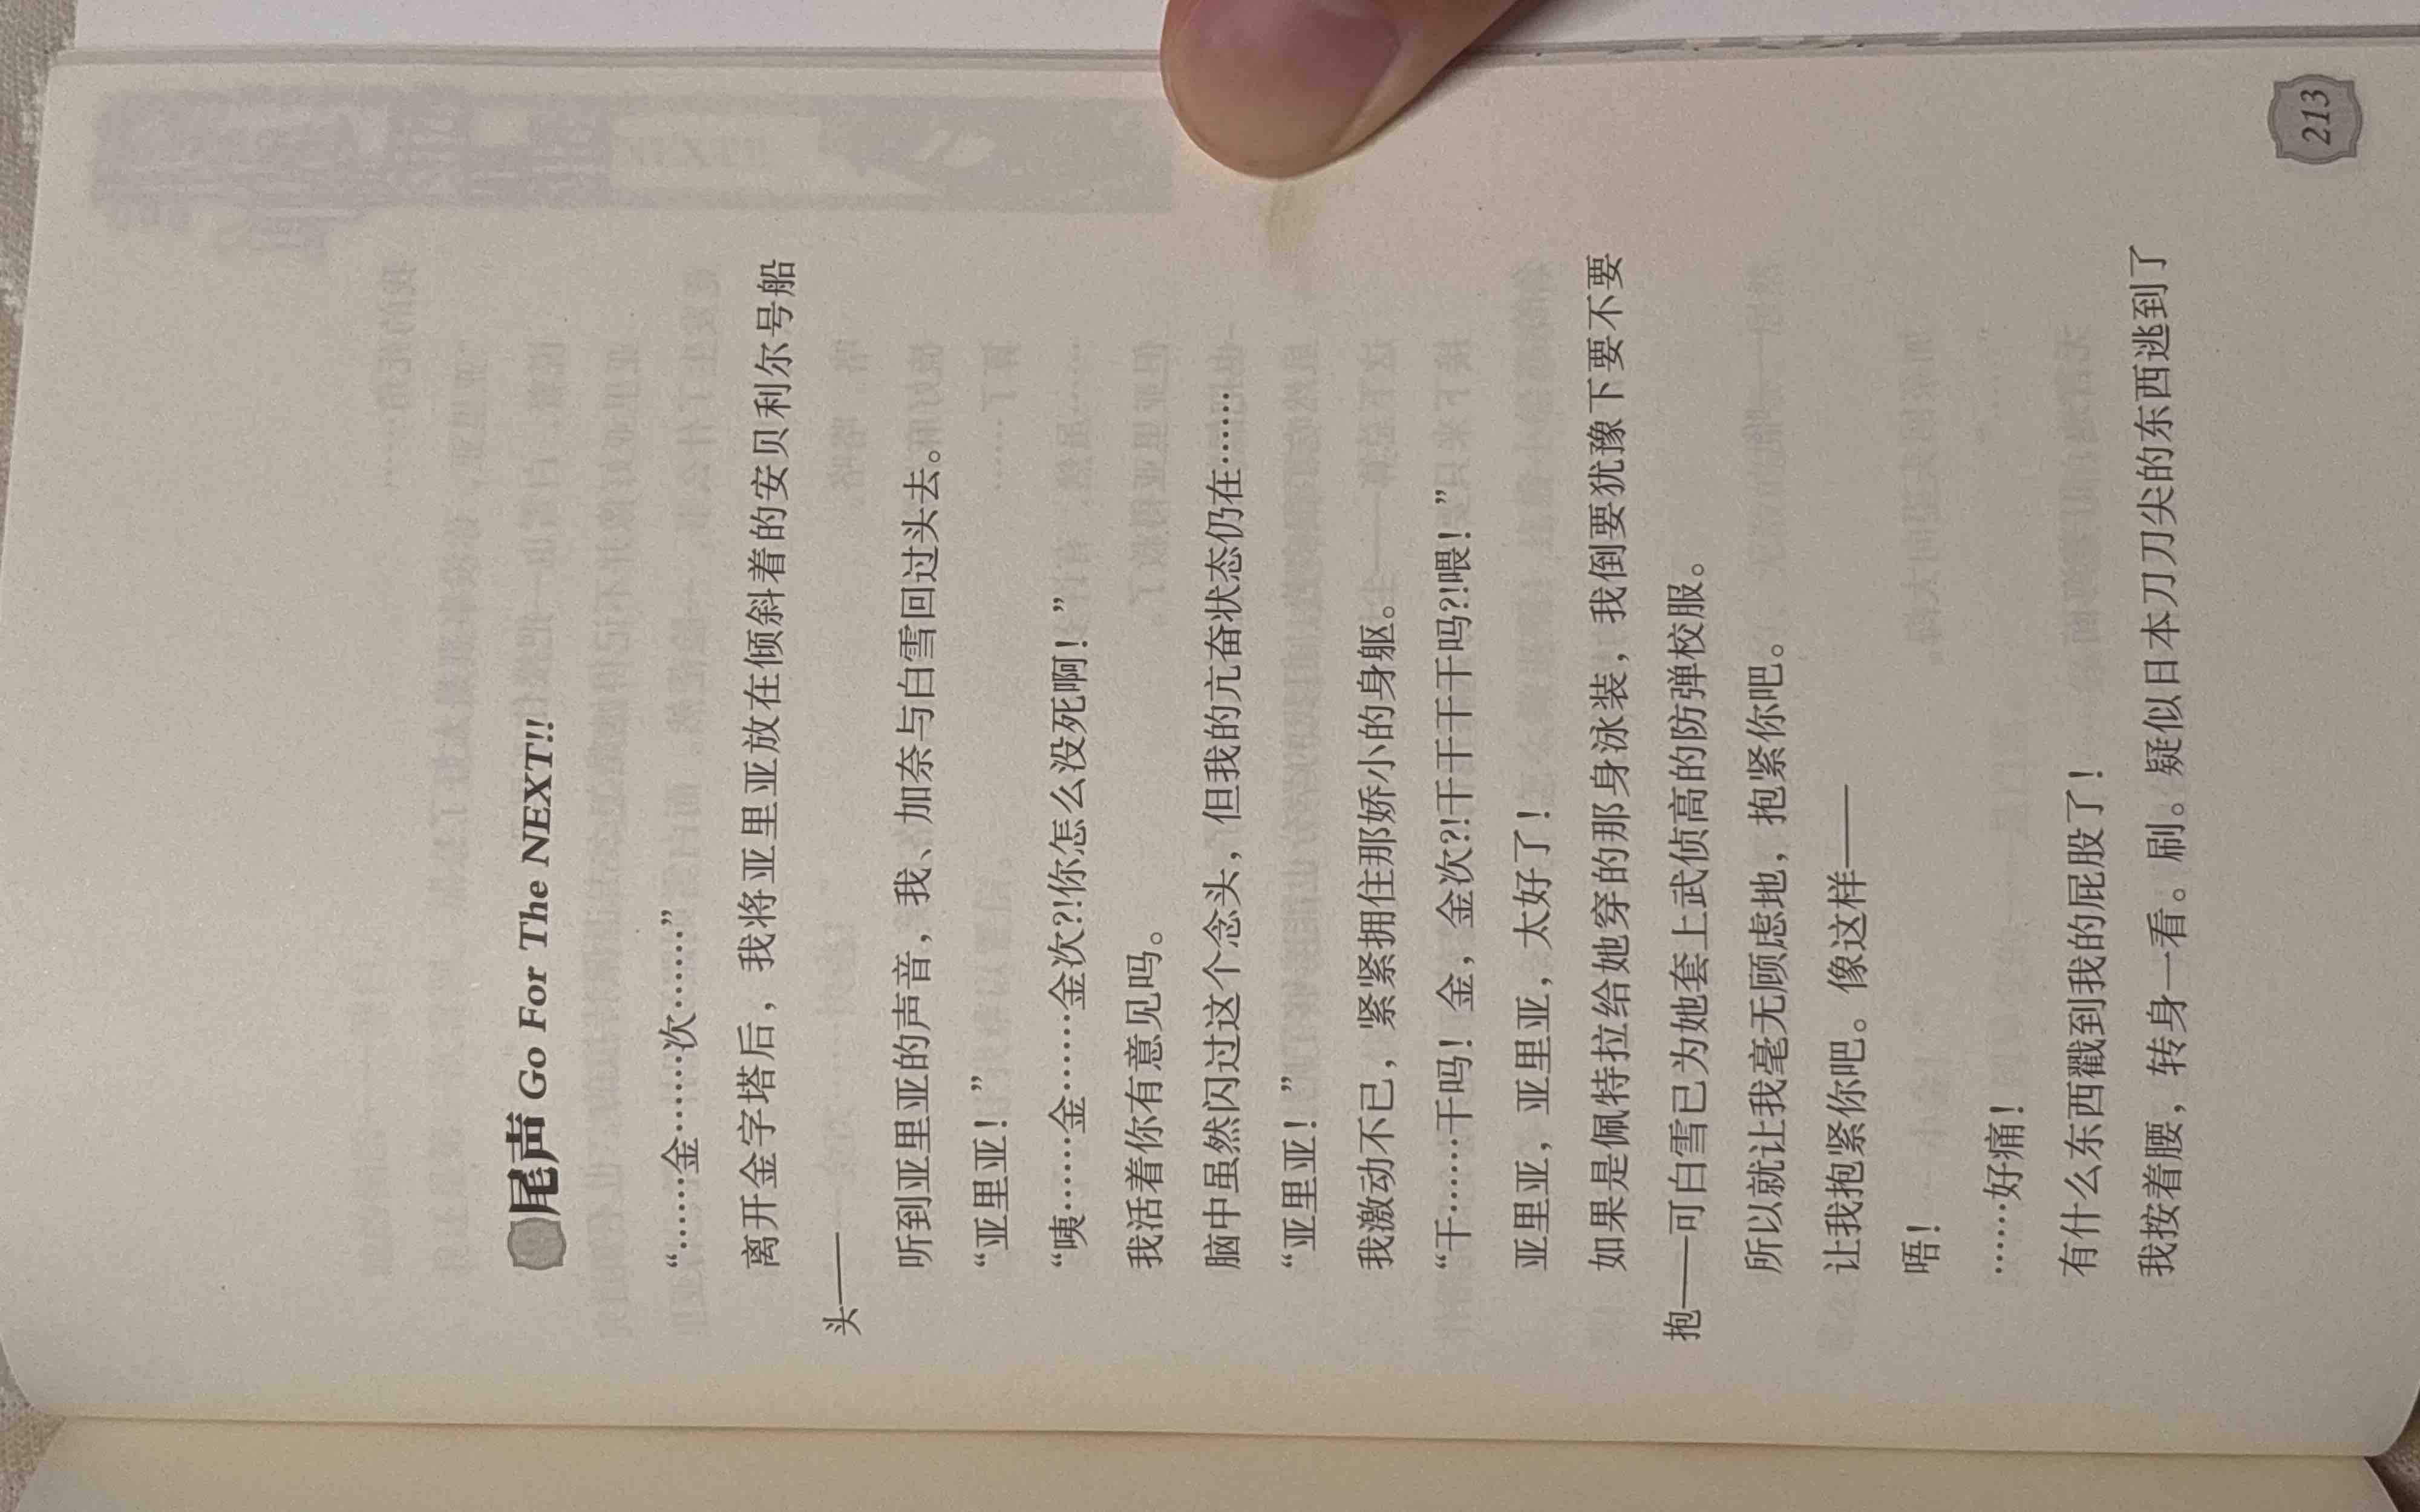 尾声 Go For The NEXT!!
“……金……次……”
离开金字塔后，我将亚里亚放在倾斜着的安贝利尔号船
头——
听到亚里亚的声音，我、加奈与白雪回过头去。
“亚里亚！”
“咦……金……金次?!你怎么没死啊！”
我活着你有意见吗。
脑中虽然闪过这个念头，但我的亢奋状态仍在……
“亚里亚！”
我激动不已，紧紧拥住那娇小的身躯。
“干……干吗！金，金次?!干干干干吗?!喂！”
亚里亚，亚里亚，太好了！
如果是佩特拉给她穿的那身泳装，我倒要犹豫下要不要
抱——可白雪已为她套上武侦高的防弹校服。
所以就让我毫无顾虑地，抱紧你吧。
让我抱紧你吧。像这样——
唔！
……好痛！
有什么东西戳到我的屁股了！
我按着腰，转身一看。刷。疑似日本刀刀尖的东西逃到了
213